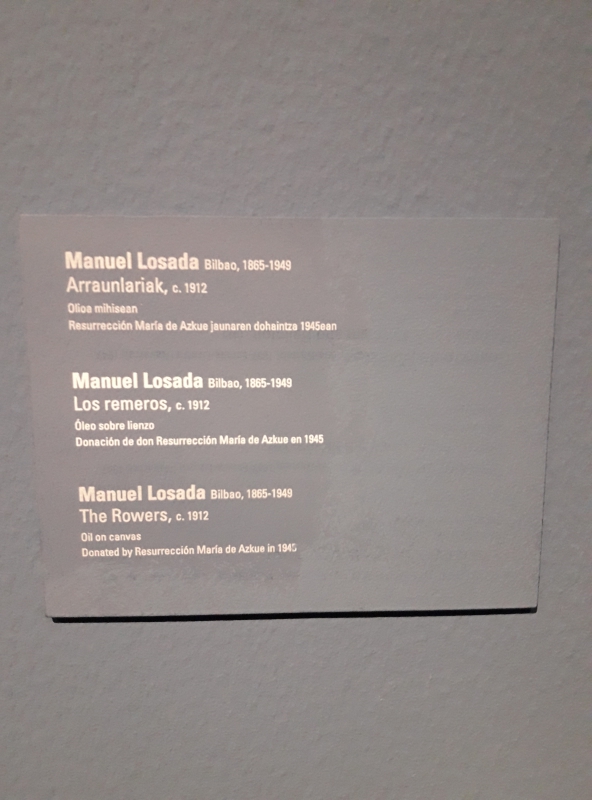 Manuel Losada Bilbao, 1865-1949
Arraunlariak, c. 1912
Olioa mihisean
Resurrección María de Azkue jaunaren dohaintza 1945ean
Manuel Losada Bilbao, 1865-1949
Los remeros, c. 1912
Óleo sobre lienzo
Donación de don Resurrección María de Azkue en 1945
Manuel Losada Bilbao, 1865-1949
The Rowers, c. 1912
Oil on canvas
Donated by Resurrección María de Azkue in 1945